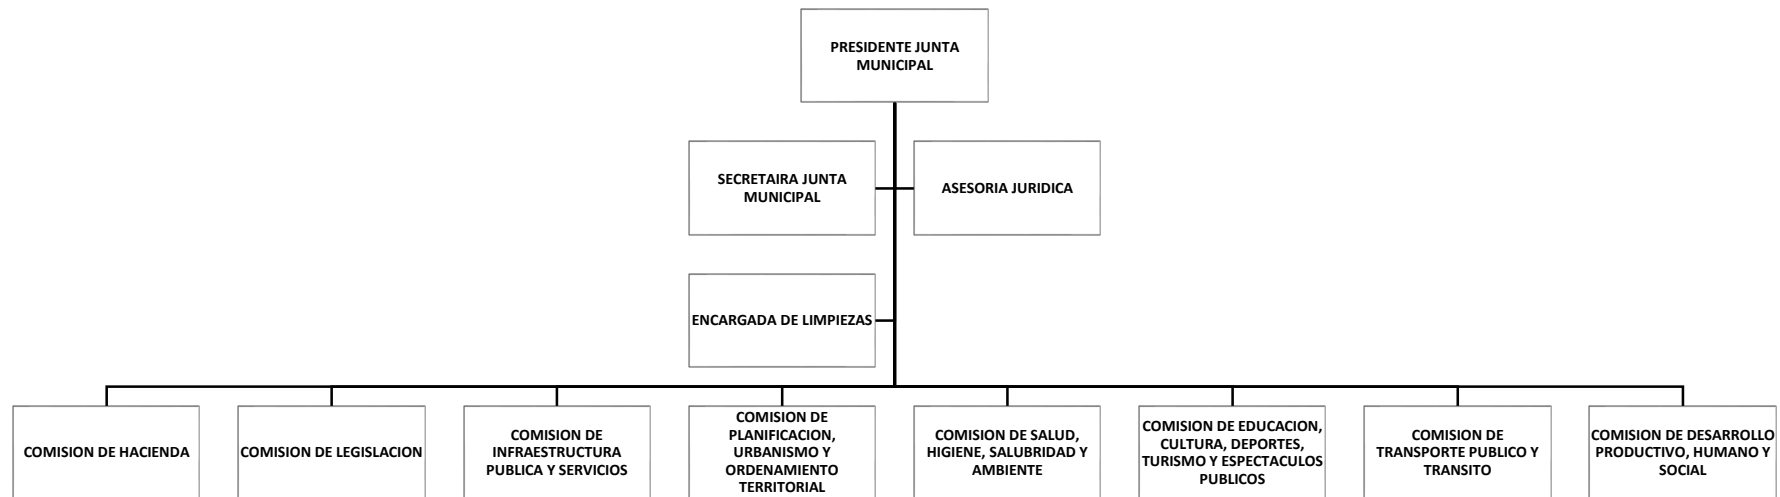 PRESIDENTE JUNTA
MUNICIPAL
SECRETAIRA JUNTA
MUNICIPAL
ASESORIA JURIDICA
ENCARGADA DE LIMPIEZAS
COMISION DE HACIENDA
COMISION DE LEGISLACION
COMISION DE
INFRAESTRUCTURA
PUBLICA Y SERVICIOS
COMISION DE
PLANIFICACION,
URBANISMO Y
ORDENAMIENTO
TERRITORIAL
COMISION DE SALUD,
HIGIENE, SALUBRIDAD Y
AMBIENTE
COMISION DE EDUCACION,
CULTURA, DEPORTES,
TURISMO Y ESPECTACULOS
PUBLICOS
COMISION DE
TRANSPORTE PUBLICO Y
TRANSITO
COMISION DE DESARROLLO
PRODUCTIVO, HUMANO Y
SOCIAL